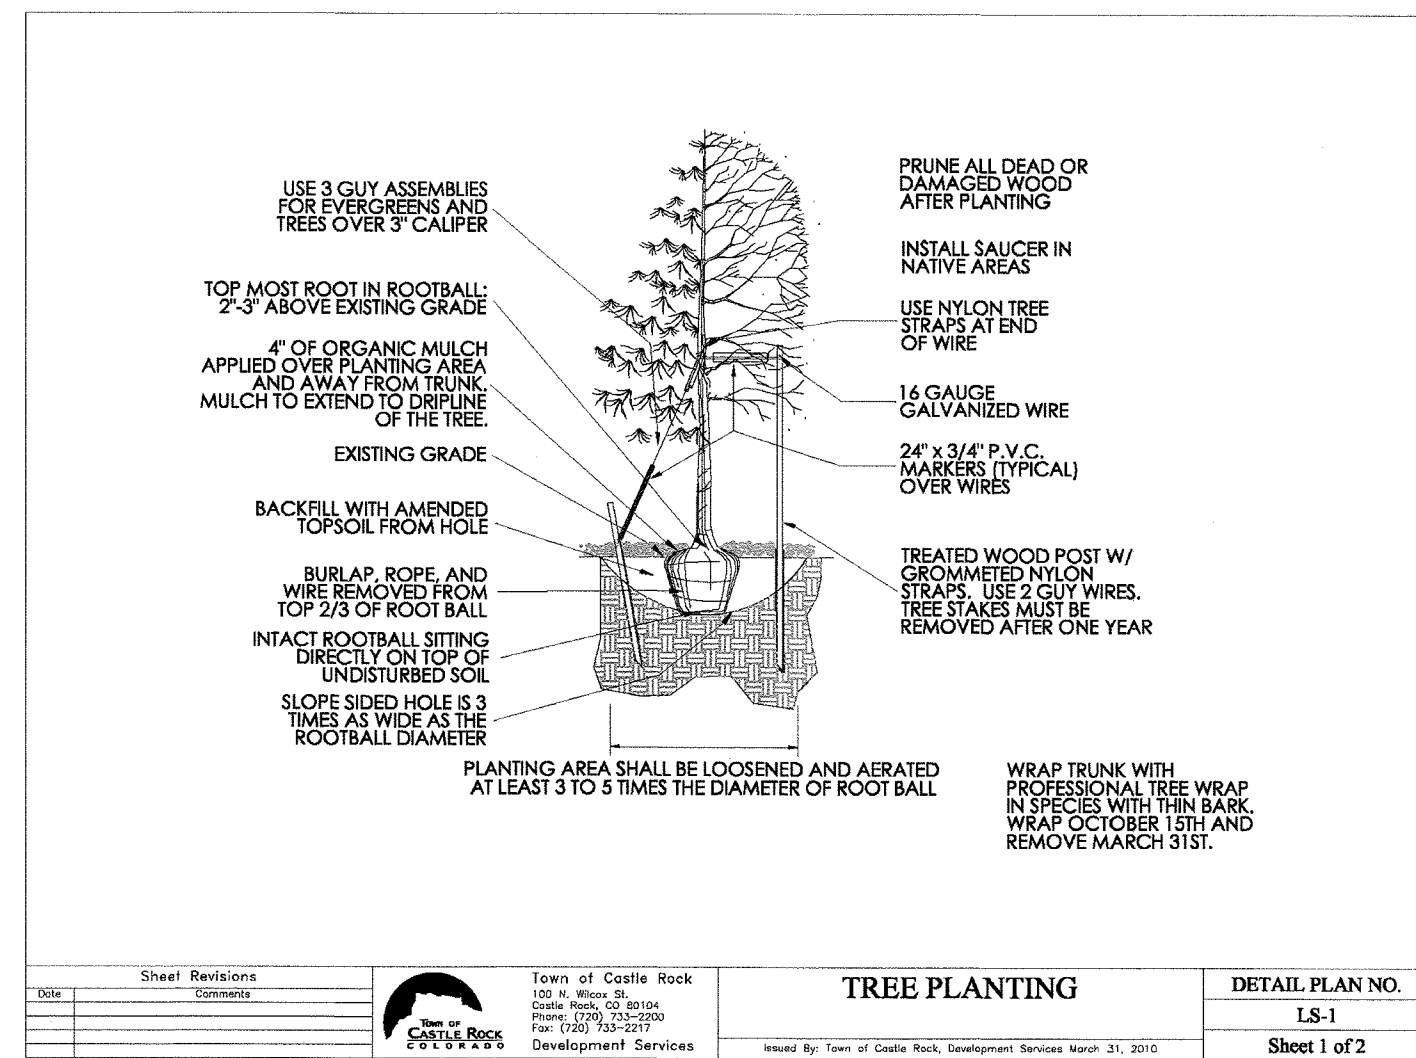 USE 3 GUY ASSEMBLIES
FOR EVERGREENS AND
TREES OVER 3" CALIPER
TOP MOST ROOT IN ROOTBALL:
2"-3" ABOVE EXISTING GRADE
4" OF ORGANIC MULCH
APPLIED OVER PLANTING AREA
AND AWAY FROM TRUNK.
MULCH TO EXTEND TO DRIPLINE
OF THE TREE.
EXISTING GRADE
BACKFILL WITH AMENDED
TOPSOIL FROM HOLE
BURLAP, ROPE, AND
WIRE REMOVED FROM
TOP 2/3 OF ROOT BALL
INTACT ROOTBALL SITTING
DIRECTLY ON TOP OF
UNDISTURBED SOIL
SLOPE SIDED HOLE IS 3
TIMES AS WIDE AS THE
ROOTBALL DIAMETER
PRUNE ALL DEAD OR
DAMAGED WOOD
AFTER PLANTING
INSTALL SAUCER IN
NATIVE AREAS
USE NYLON TREE
STRAPS AT END
OF WIRE
16 GAUGE
GALVANIZED WIRE
24" x 3/4" P.V.C.
MARKERS (TYPICAL)
OVER WIRES
TREATED WOOD POST W/
GROMMETED NYLON
STRAPS. USE 2 GUY WIRES.
TREE STAKES MUST BE
REMOVED AFTER ONE YEAR
PLANTING AREA SHALL BE LOOSENED AND AERATED
AT LEAST 3 TO 5 TIMES THE DIAMETER OF ROOT BALL
WRAP TRUNK WITH
PROFESSIONAL TREE WRAP
IN SPECIES WITH THIN BARK.
WRAP OCTOBER 15TH AND
REMOVE MARCH 31ST.
Sheet Revisions
Date Comments
TOWN OF
CASTLE ROCK
COLORADO
Town of Castle Rock
100 N. Wilcox St.
Castle Rock, CO 80104
Phone: (720) 733-2200
Fax: (720) 733-2217
Development Services
TREE PLANTING
Issued By: Town of Castle Rock, Development Services March 31, 2010
DETAIL PLAN NO.
LS-1
Sheet 1 of 2